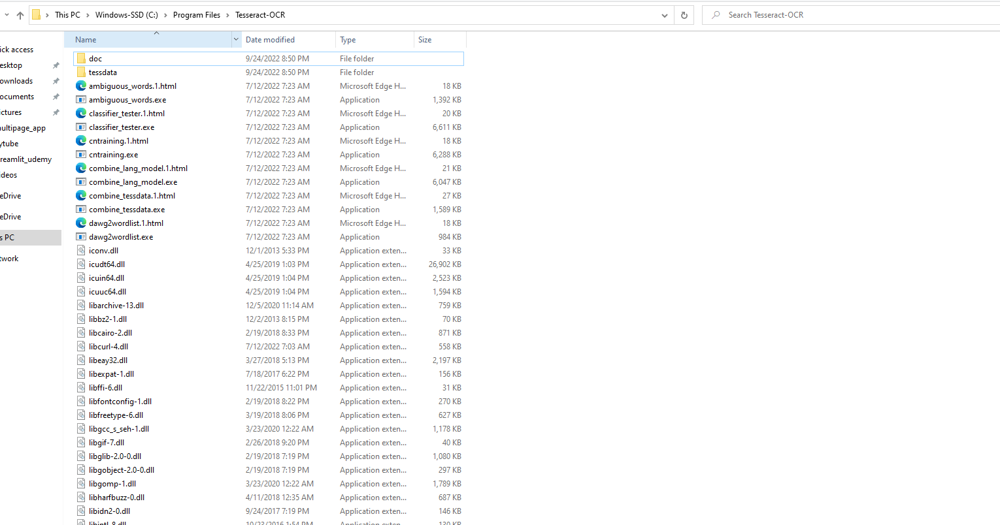 This PC > Windows-SSD (C:) > Program Files > Tesseract-OCR
Search Tesseract-OCR
Name Date modified Type Size
ick access
esktop
ownloads
ocuments
ictures
nultipage_app
ytube
reamlit_udemy
ideos
eDrive
eDrive
s PC
twork
doc 9/24/2022 8:50 PM File folder
tessdata 9/24/2022 8:50 PM File folder
ambiguous_words.1.html 7/12/2022 7:23 AM Microsoft Edge H... 18 KB
ambiguous_words.exe 7/12/2022 7:23 AM Application 1,392 KB
classifier_tester.1.html 7/12/2022 7:23 AM Microsoft Edge H... 20 KB
classifier_tester.exe 7/12/2022 7:23 AM Application 6,611 KB
cntraining.1.html 7/12/2022 7:23 AM Microsoft Edge H... 18 KB
cntraining.exe 7/12/2022 7:23 AM Application 6,288 KB
combine_lang_model.1.html 7/12/2022 7:23 AM Microsoft Edge H... 21 KB
combine_lang_model.exe 7/12/2022 7:23 AM Application 6,047 KB
combine_tessdata.1.html 7/12/2022 7:23 AM Microsoft Edge H... 27 KB
combine_tessdata.exe 7/12/2022 7:23 AM Application 1,589 KB
dawg2wordlist.1.html 7/12/2022 7:23 AM Microsoft Edge H... 18 KB
dawg2wordlist.exe 7/12/2022 7:23 AM Application 984 KB
iconv.dll 12/1/2013 5:33 PM Application exten... 33 KB
icudt64.dll 4/25/2019 1:03 PM Application exten... 26,902 KB
icuin64.dll 4/25/2019 1:04 PM Application exten... 2,523 KB
icuuc64.dll 4/25/2019 1:04 PM Application exten... 1,594 KB
libarchive-13.dll 12/5/2020 11:14 AM Application exten... 759 KB
libbz2-1.dll 12/2/2013 8:15 PM Application exten... 70 KB
libcairo-2.dll 2/19/2018 8:33 PM Application exten... 871 KB
libcurl-4.dll 7/12/2022 7:03 AM Application exten... 558 KB
libeay32.dll 3/27/2018 5:13 PM Application exten... 2,197 KB
libexpat-1.dll 7/18/2017 6:22 PM Application exten... 156 KB
libffi-6.dll 11/22/2015 11:01 PM Application exten... 31 KB
libfontconfig-1.dll 2/19/2018 8:22 PM Application exten... 270 KB
libfreetype-6.dll 3/19/2018 8:06 PM Application exten... 627 KB
libgcc_s_seh-1.dll 3/23/2020 12:22 AM Application exten... 1,178 KB
libgif-7.dll 2/26/2018 9:20 PM Application exten... 40 KB
libglib-2.0-0.dll 2/19/2018 7:19 PM Application exten... 1,080 KB
libgobject-2.0-0.dll 2/19/2018 7:19 PM Application exten... 297 KB
libgomp-1.dll 3/23/2020 12:22 AM Application exten... 1,789 KB
libharfbuzz-0.dll 4/11/2018 12:35 AM Application exten... 687 KB
libidn2-0.dll 9/24/2017 7:19 PM Application exten... 146 KB
libintl-8.dll 10/23/2016 1:54 PM Application exten... 130 KB